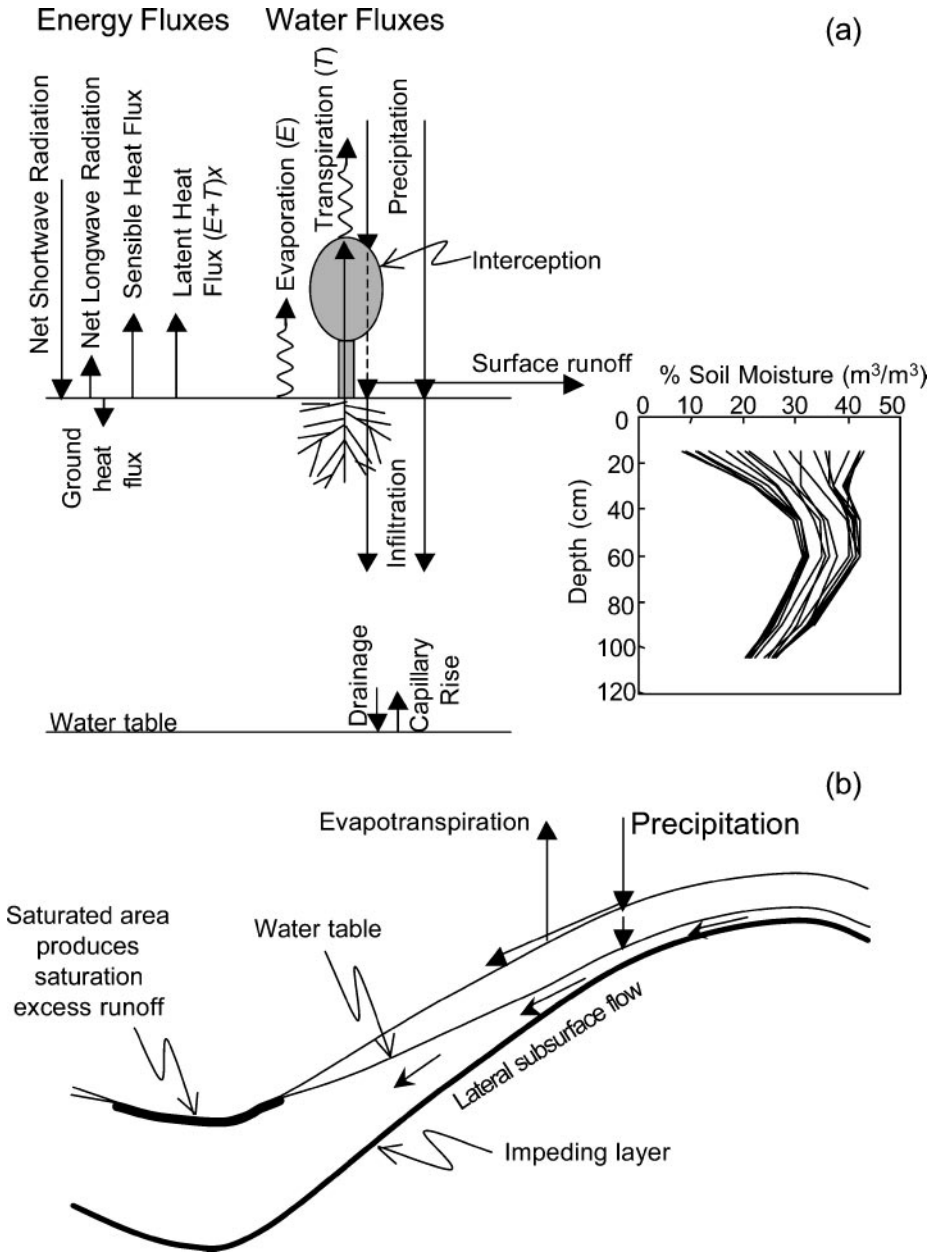 Energy Fluxes
Water Fluxes
(a)
Net Shortwave Radiation
Net Longwave Radiation
Sensible Heat Flux
Latent Heat
Flux (E+T)x
Evaporation (E)
Transpiration (T)
Precipitation
Interception
Surface runoff
Ground
heat
flux
Infiltration
Drainage
Capillary
Rise
Water table
% Soil Moisture (m³/m³)
0 10 20 30 40 50
Depth (cm)
0
20
40
60
80
100
120
(b)
Evapotranspiration
Precipitation
Saturated area
produces
saturation
excess runoff
Water table
Lateral subsurface flow
Impeding layer